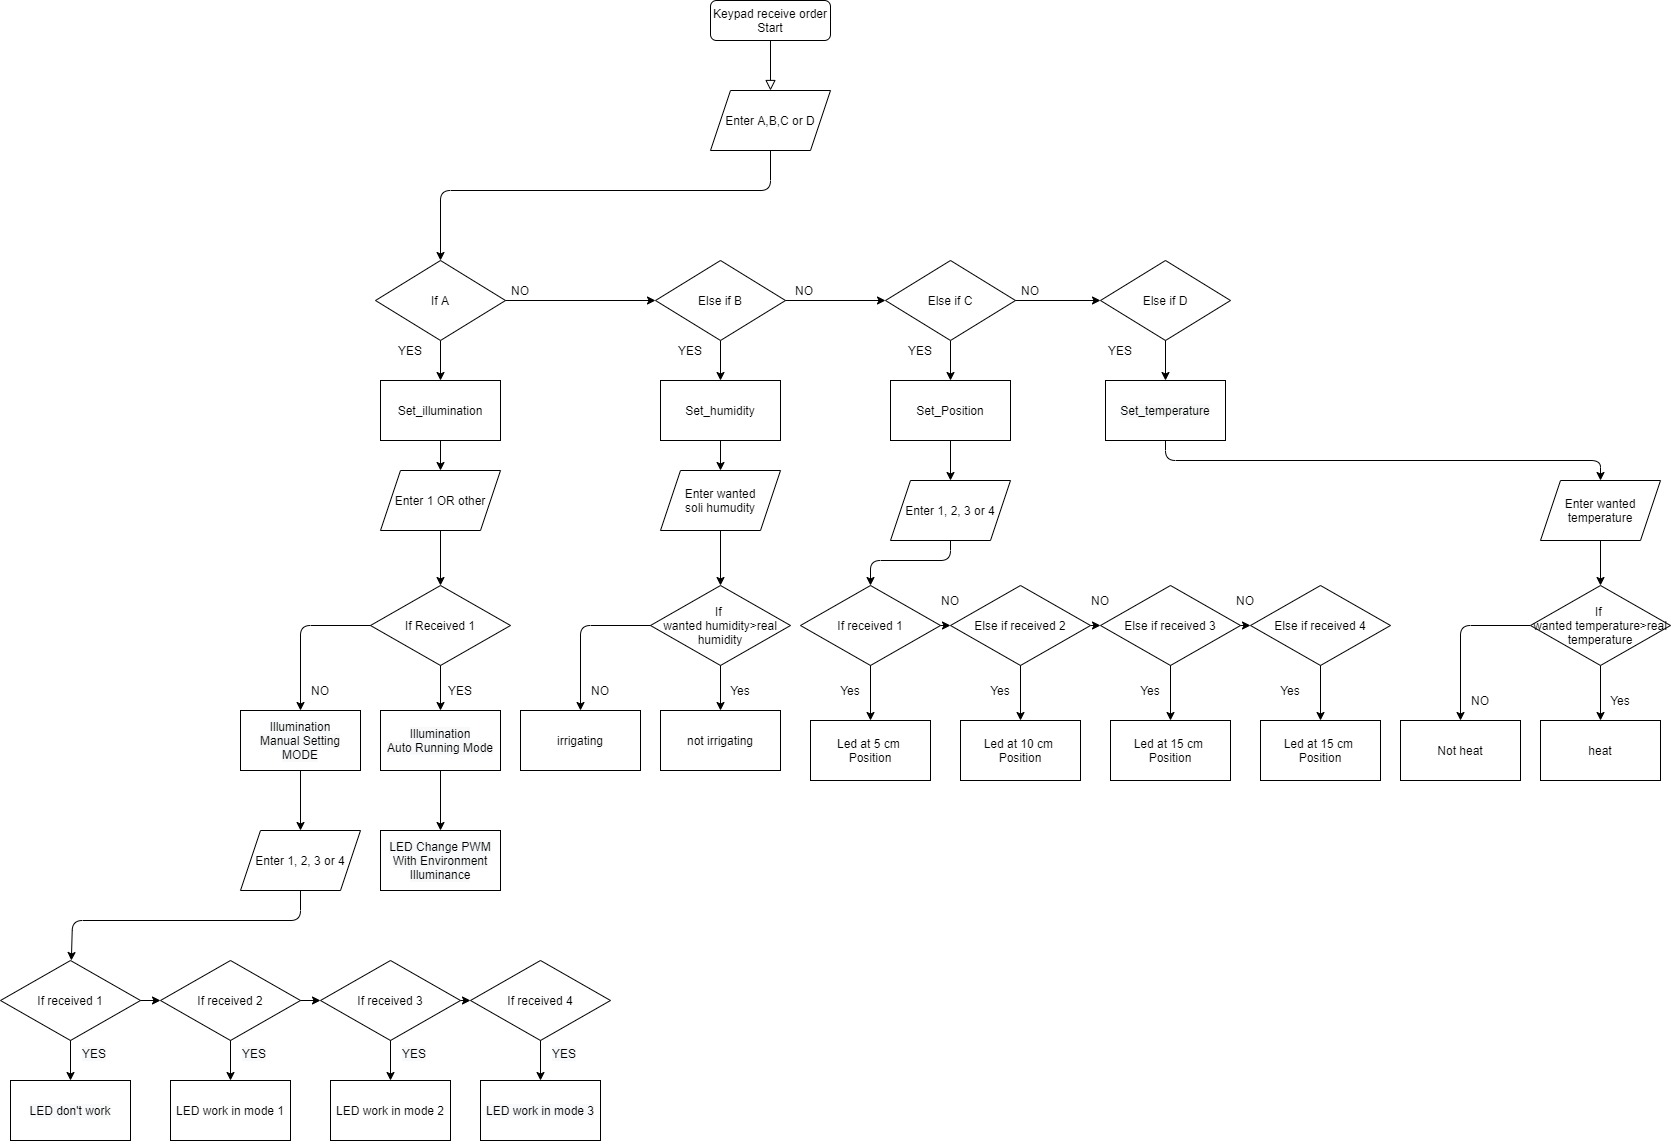 Keypad receive order
Start
Enter A,B,C or D
If A
NO
Else if B
NO
Else if C
NO
Else if D
YES
YES
YES
YES
Set_illumination
Set_humidity
Set_Position
Set_temperature
Enter 1 OR other
Enter wanted
soli humudity
Enter 1, 2, 3 or 4
Enter wanted
temperature
If Received 1
If
wanted humidity>real
humidity
If received 1
NO
Else if received 2
NO
Else if received 3
NO
Else if received 4
If
wanted temperature>real
temperature
NO
YES
NO
Yes
Yes
Yes
Yes
Yes
NO
Yes
Illumination
Manual Setting
MODE
Illumination
Auto Running Mode
irrigating
not irrigating
Led at 5 cm
Position
Led at 10 cm
Position
Led at 15 cm
Position
Led at 15 cm
Position
Not heat
heat
Enter 1, 2, 3 or 4
LED Change PWM
With Environment
Illuminance
If received 1
If received 2
If received 3
If received 4
YES
YES
YES
YES
LED don't work
LED work in mode 1
LED work in mode 2
LED work in mode 3